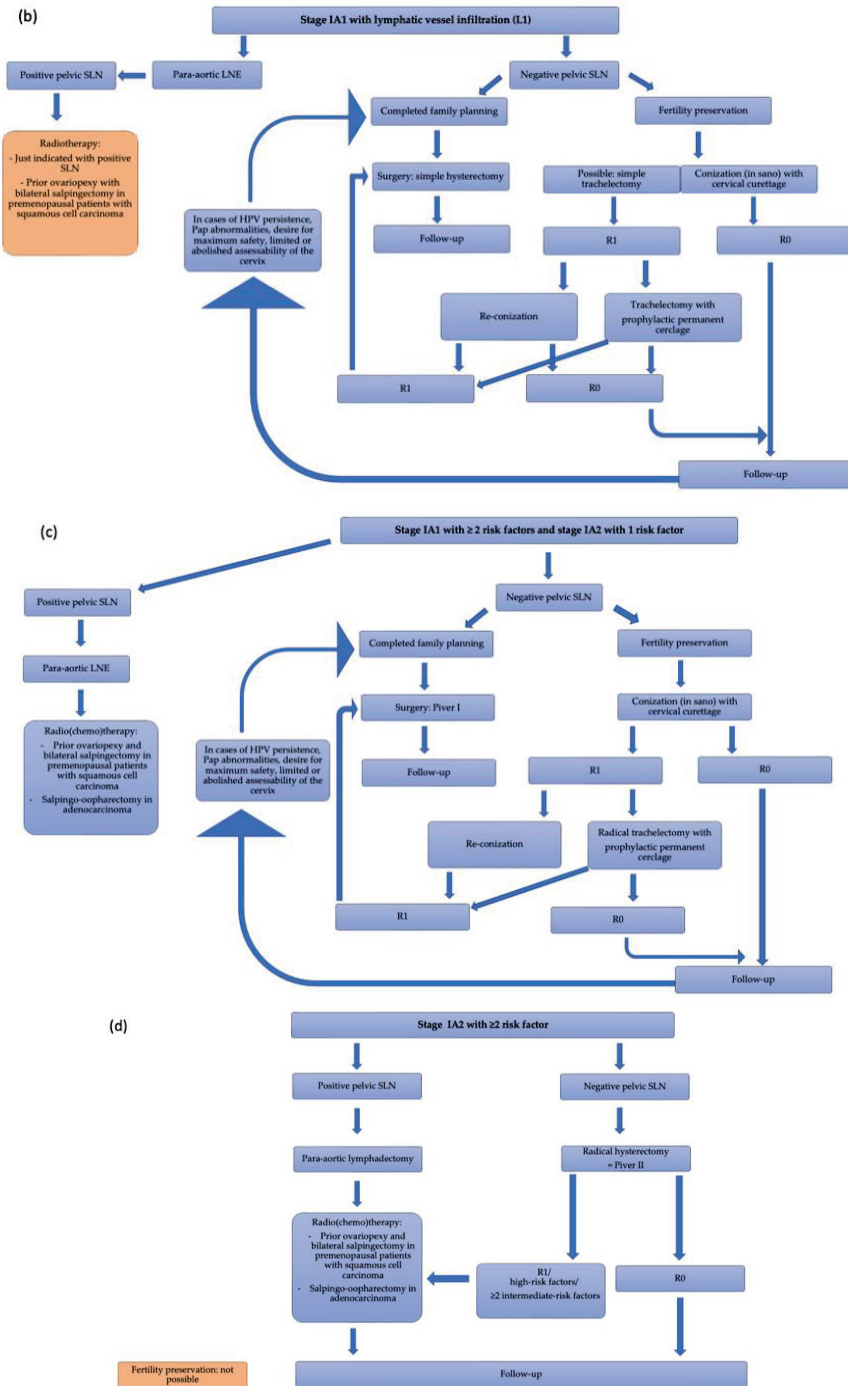 (b)
Stage IA1 with lymphatic vessel infiltration (L1)
Positive pelvic SLN
Para-aortic LNE
Negative pelvic SLN
Radiotherapy:
- Just indicated with positive
SLN
- Prior ovariopexy with
bilateral salpingectomy in
premenopausal patients with
squamous cell carcinoma
Completed family planning
Fertility preservation
Surgery: simple hysterectomy
Possible: simple
trachelectomy
Conization (in sano) with
cervical curettage
In cases of HPV persistence,
Pap abnormalities, desire for
maximum safety, limited or
abolished assessability of the
cervix
Follow-up
R1
R0
Re-conization
Trachelectomy with
prophylactic permanent
cerclage
R1
R0
Follow-up
(c)
Stage IA1 with ≥ 2 risk factors and stage IA2 with 1 risk factor
Positive pelvic SLN
Negative pelvic SLN
Completed family planning
Fertility preservation
Para-aortic LNE
Surgery: Piver I
Conization (in sano) with
cervical curettage
Radio(chemo)therapy:
- Prior ovariopexy and
bilateral salpingectomy in
premenopausal patients
with squamous cell
carcinoma
- Salpingo-oopharectomy in
adenocarcinoma
In cases of HPV persistence,
Pap abnormalities, desire for
maximum safety, limited or
abolished assessability of the
cervix
Follow-up
R1
R0
Re-conization
Radical trachelectomy with
prophylactic permanent
cerclage
R1
R0
Follow-up
(d)
Stage IA2 with ≥2 risk factor
Positive pelvic SLN
Negative pelvic SLN
Para-aortic lymphadectomy
Radical hysterectomy
= Piver II
Radio(chemo)therapy:
- Prior ovariopexy and
bilateral salpingectomy in
premenopausal patients
with squamous cell
carcinoma
- Salpingo-oopharectomy in
adenocarcinoma
R1/
high-risk factors/
≥2 intermediate-risk factors
R0
Fertility preservation: not
possible
Follow-up